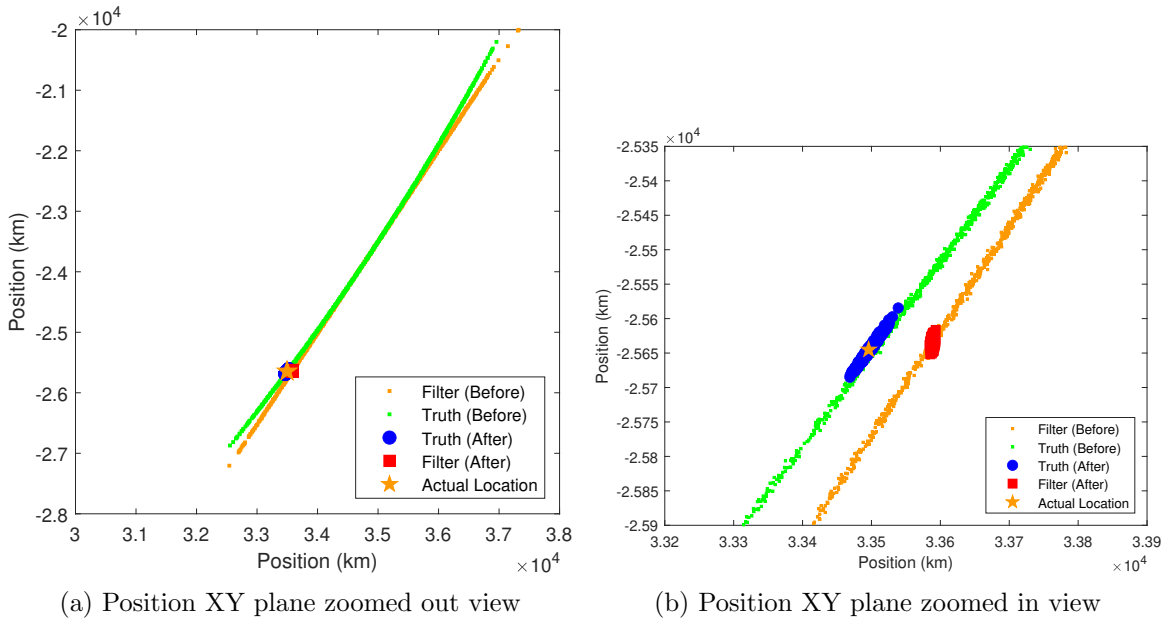 × 10⁴
-2
-2.1
-2.2
-2.3
-2.4
-2.5
-2.6
-2.7
-2.8
Position (km)
Filter (Before)
Truth (Before)
Truth (After)
Filter (After)
Actual Location
3 3.1 3.2 3.3 3.4 3.5 3.6 3.7 3.8
Position (km)
× 10⁴
(a) Position XY plane zoomed out view
× 10⁴
-2.535
-2.54
-2.545
-2.55
-2.555
-2.56
-2.565
-2.57
-2.575
-2.58
-2.585
-2.59
Position (km)
Filter (Before)
Truth (Before)
Truth (After)
Filter (After)
Actual Location
3.32 3.33 3.34 3.35 3.36 3.37 3.38 3.39
Position (km)
× 10⁴
(b) Position XY plane zoomed in view